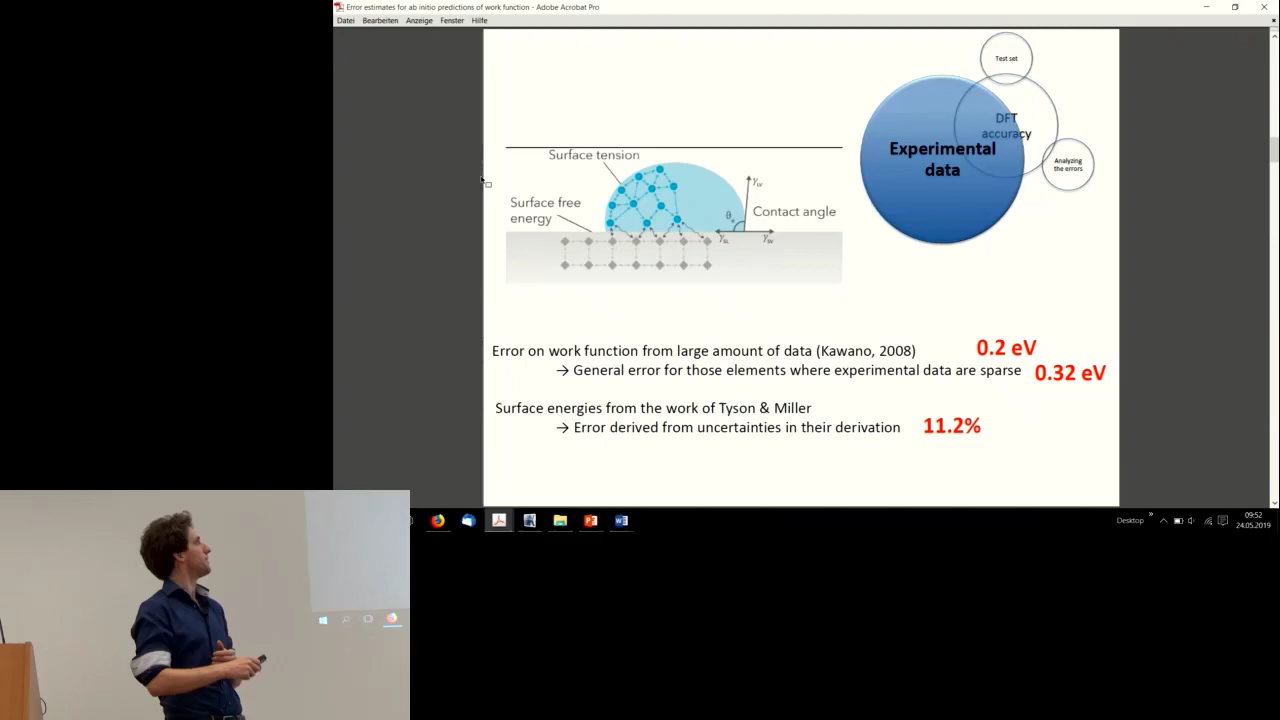 Error estimates for ab initio predictions of work function - Adobe Acrobat Pro
Datei Bearbeiten Anzeige Fenster Hilfe
Test set
DFT
accuracy
Experimental
data
Analyzing
the errors
Surface tension
Surface free
energy
Contact angle
γLV
θ
γSL
γSV
Error on work function from large amount of data (Kawano, 2008) 0.2 eV
→ General error for those elements where experimental data are sparse 0.32 eV
Surface energies from the work of Tyson & Miller
→ Error derived from uncertainties in their derivation 11.2%
Desktop
09:52
24.05.2019